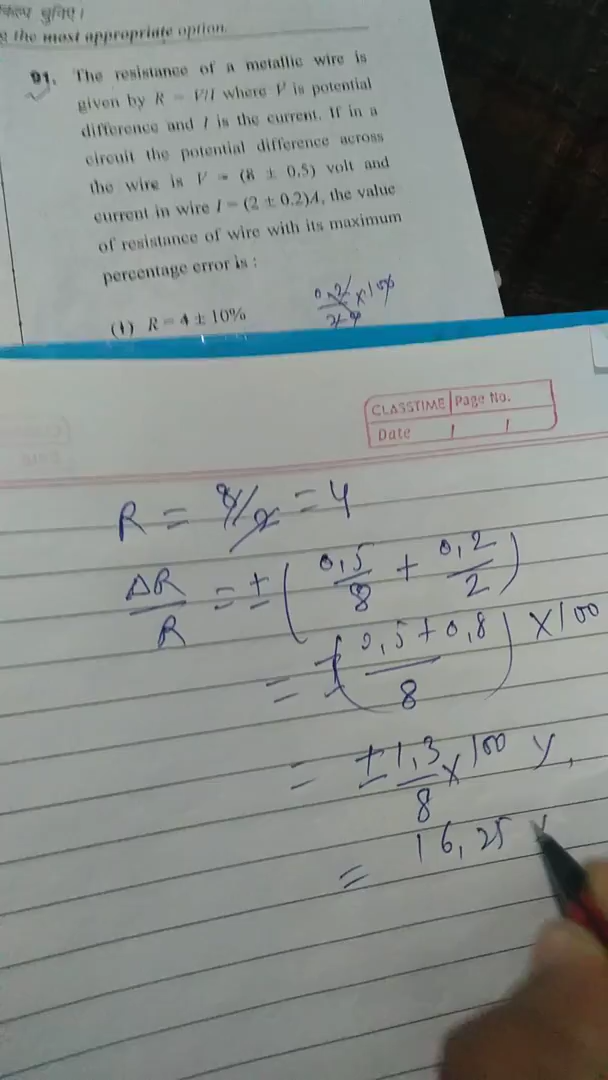 विकल्प चुनिए।
g the most appropriate option.
91. The resistance of a metallic wire is
given by R = V/I where V is potential
difference and I is the current. If in a
circuit the potential difference across
the wire is V = (8 ± 0.5) volt and
current in wire I = (2 ± 0.2)A, the value
of resistance of wire with its maximum
percentage error is :
(1) R = 4 ± 10%
0.2/2 × 100
CLASSTIME Page No.
Date / /
R = 8/2 = 4
ΔR/R = ± (0.5/8 + 0.2/2)
= ± (0.5 + 0.8 / 8) × 100
= ± 1.3/8 × 100 %
= 16.25 %